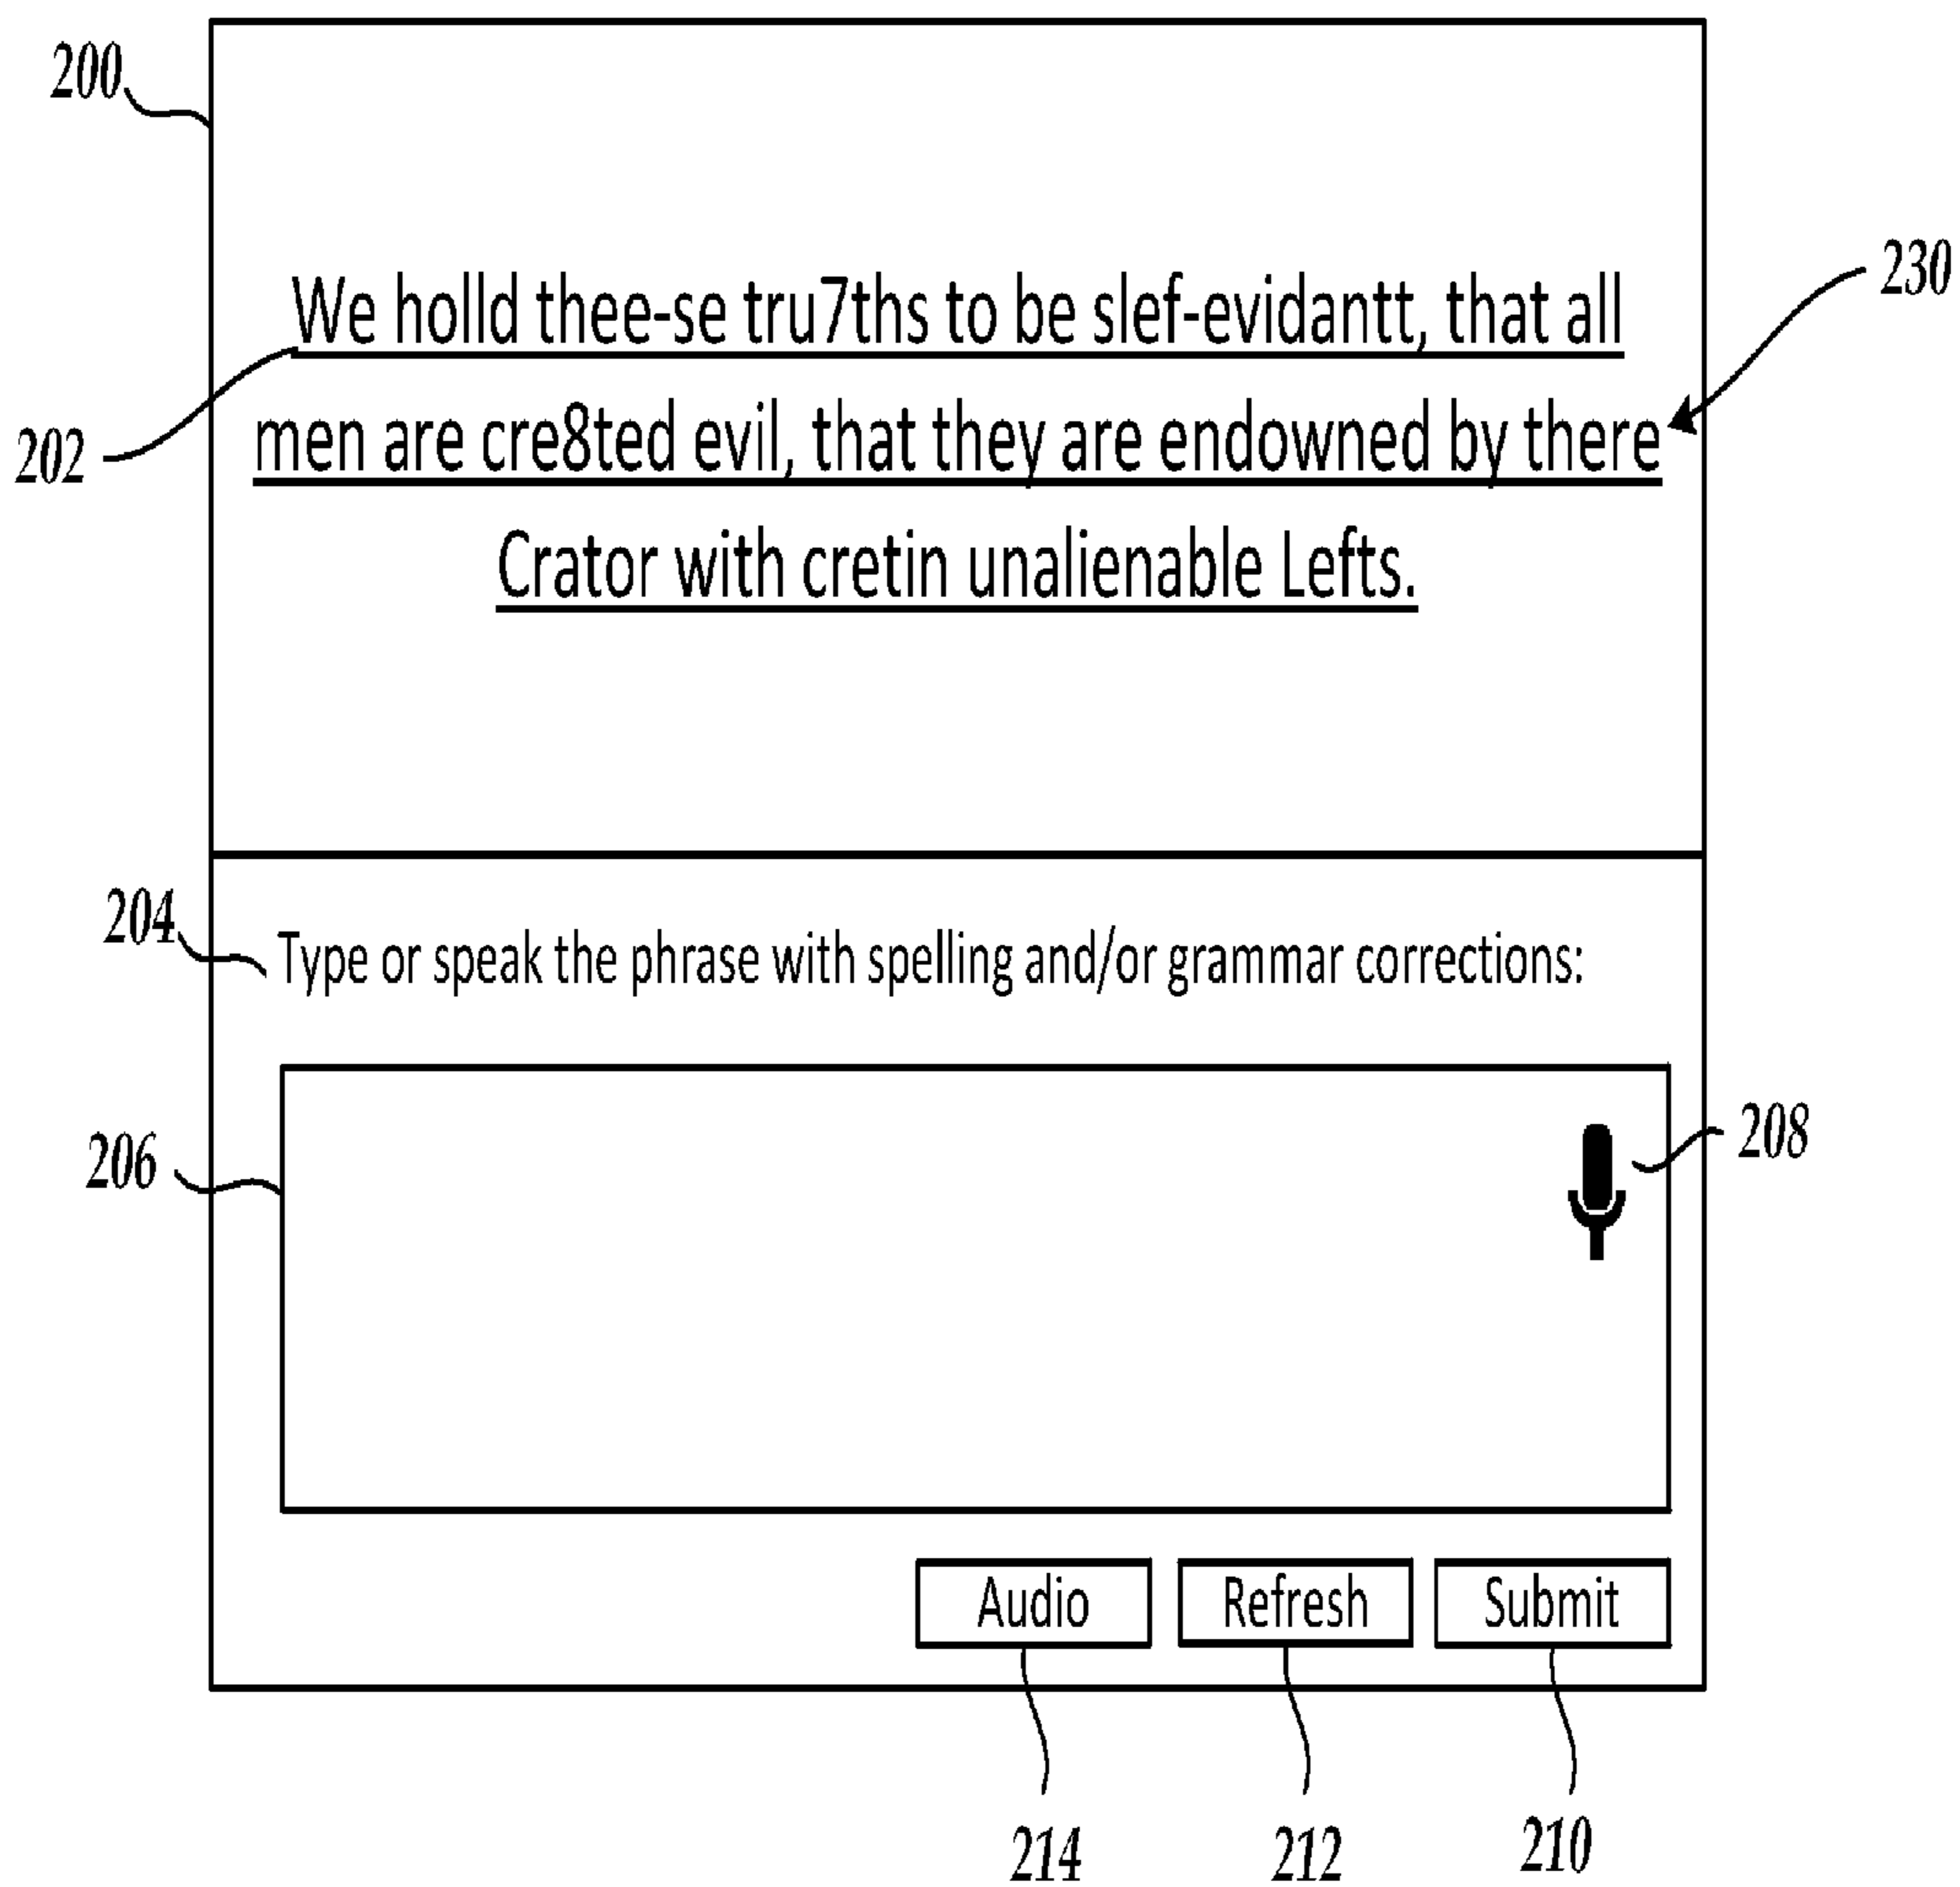 200
We holld thee-se tru7ths to be slef-evidantt, that all
230
202
men are cre8ted evil, that they are endowned by there
Crator with cretin unalienable Lefts.
204
Type or speak the phrase with spelling and/or grammar corrections:
206
208
Audio
Refresh
Submit
214
212
210